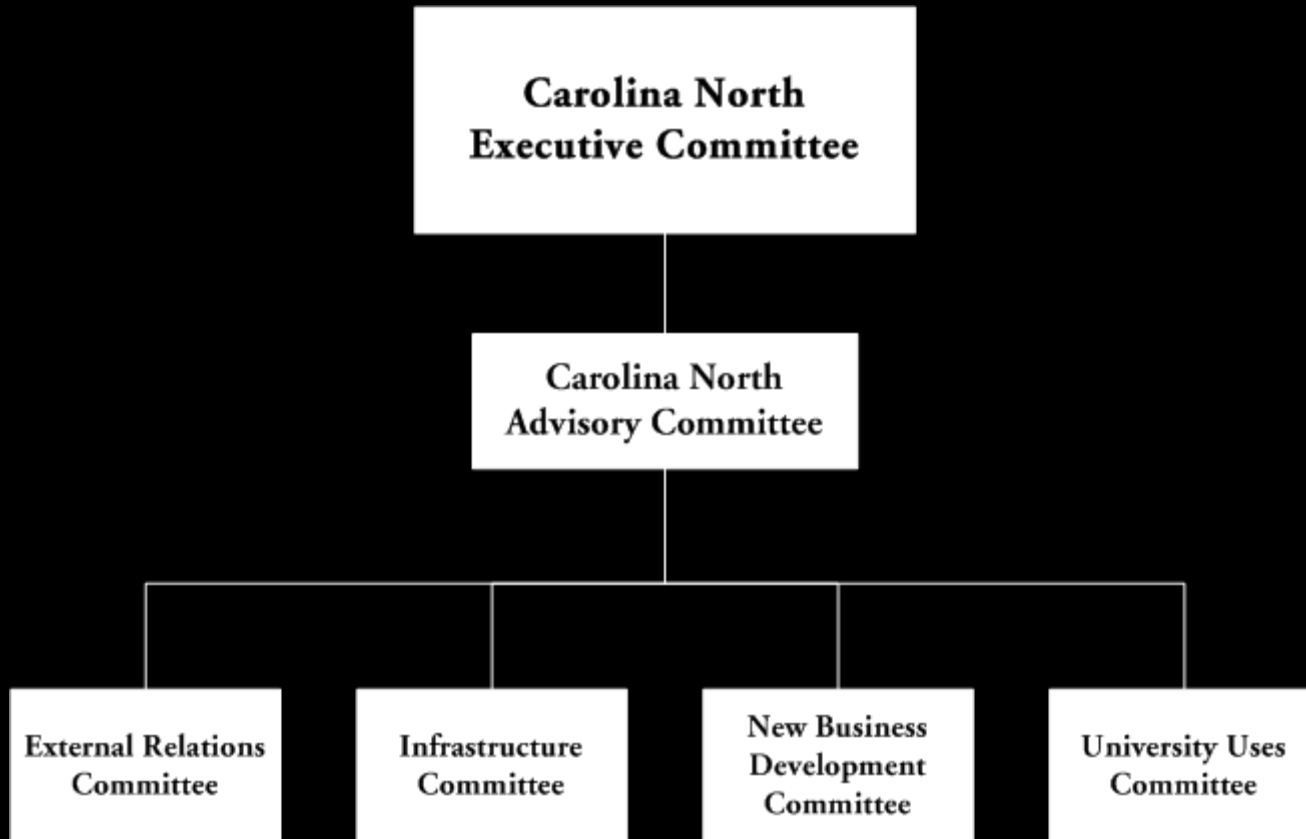 Carolina North
Executive Committee
Carolina North
Advisory Committee
External Relations
Committee
Infrastructure
Committee
New Business
Development
Committee
University Uses
Committee